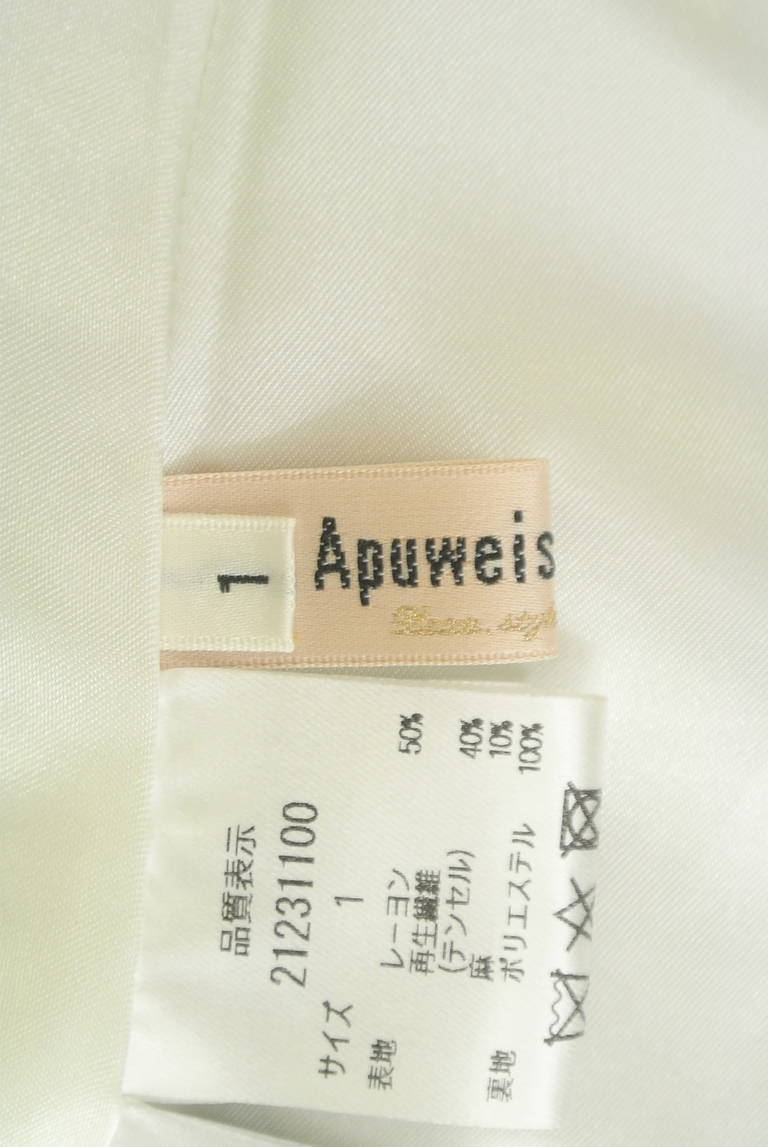 1
Apuweis
品質表示
21231100
サイズ 1
表地 レーヨン 50%
再生繊維
(テンセル) 40%
麻 10%
裏地 ポリエステル 100%